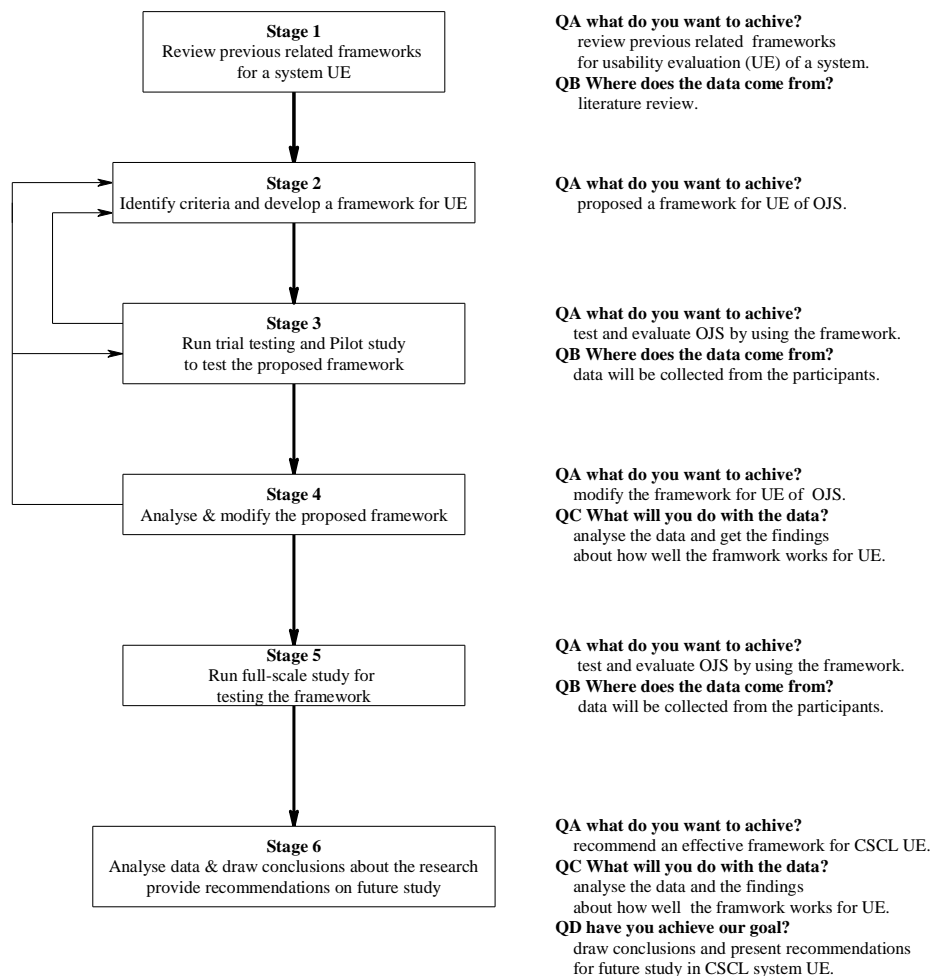 Stage 1
Review previous related frameworks
for a system UE
QA what do you want to achive?
review previous related frameworks
for usability evaluation (UE) of a system.
QB Where does the data come from?
literature review.
Stage 2
Identify criteria and develop a framework for UE
QA what do you want to achive?
proposed a framework for UE of OJS.
Stage 3
Run trial testing and Pilot study
to test the proposed framework
QA what do you want to achive?
test and evaluate OJS by using the framework.
QB Where does the data come from?
data will be collected from the participants.
Stage 4
Analyse & modify the proposed framework
QA what do you want to achive?
modify the framework for UE of OJS.
QC What will you do with the data?
analyse the data and get the findings
about how well the framwork works for UE.
Stage 5
Run full-scale study for
testing the framework
QA what do you want to achive?
test and evaluate OJS by using the framework.
QB Where does the data come from?
data will be collected from the participants.
Stage 6
Analyse data & draw conclusions about the research
provide recommendations on future study
QA what do you want to achive?
recommend an effective framework for CSCL UE.
QC What will you do with the data?
analyse the data and the findings
about how well the framwork works for UE.
QD have you achieve our goal?
draw conclusions and present recommendations
for future study in CSCL system UE.